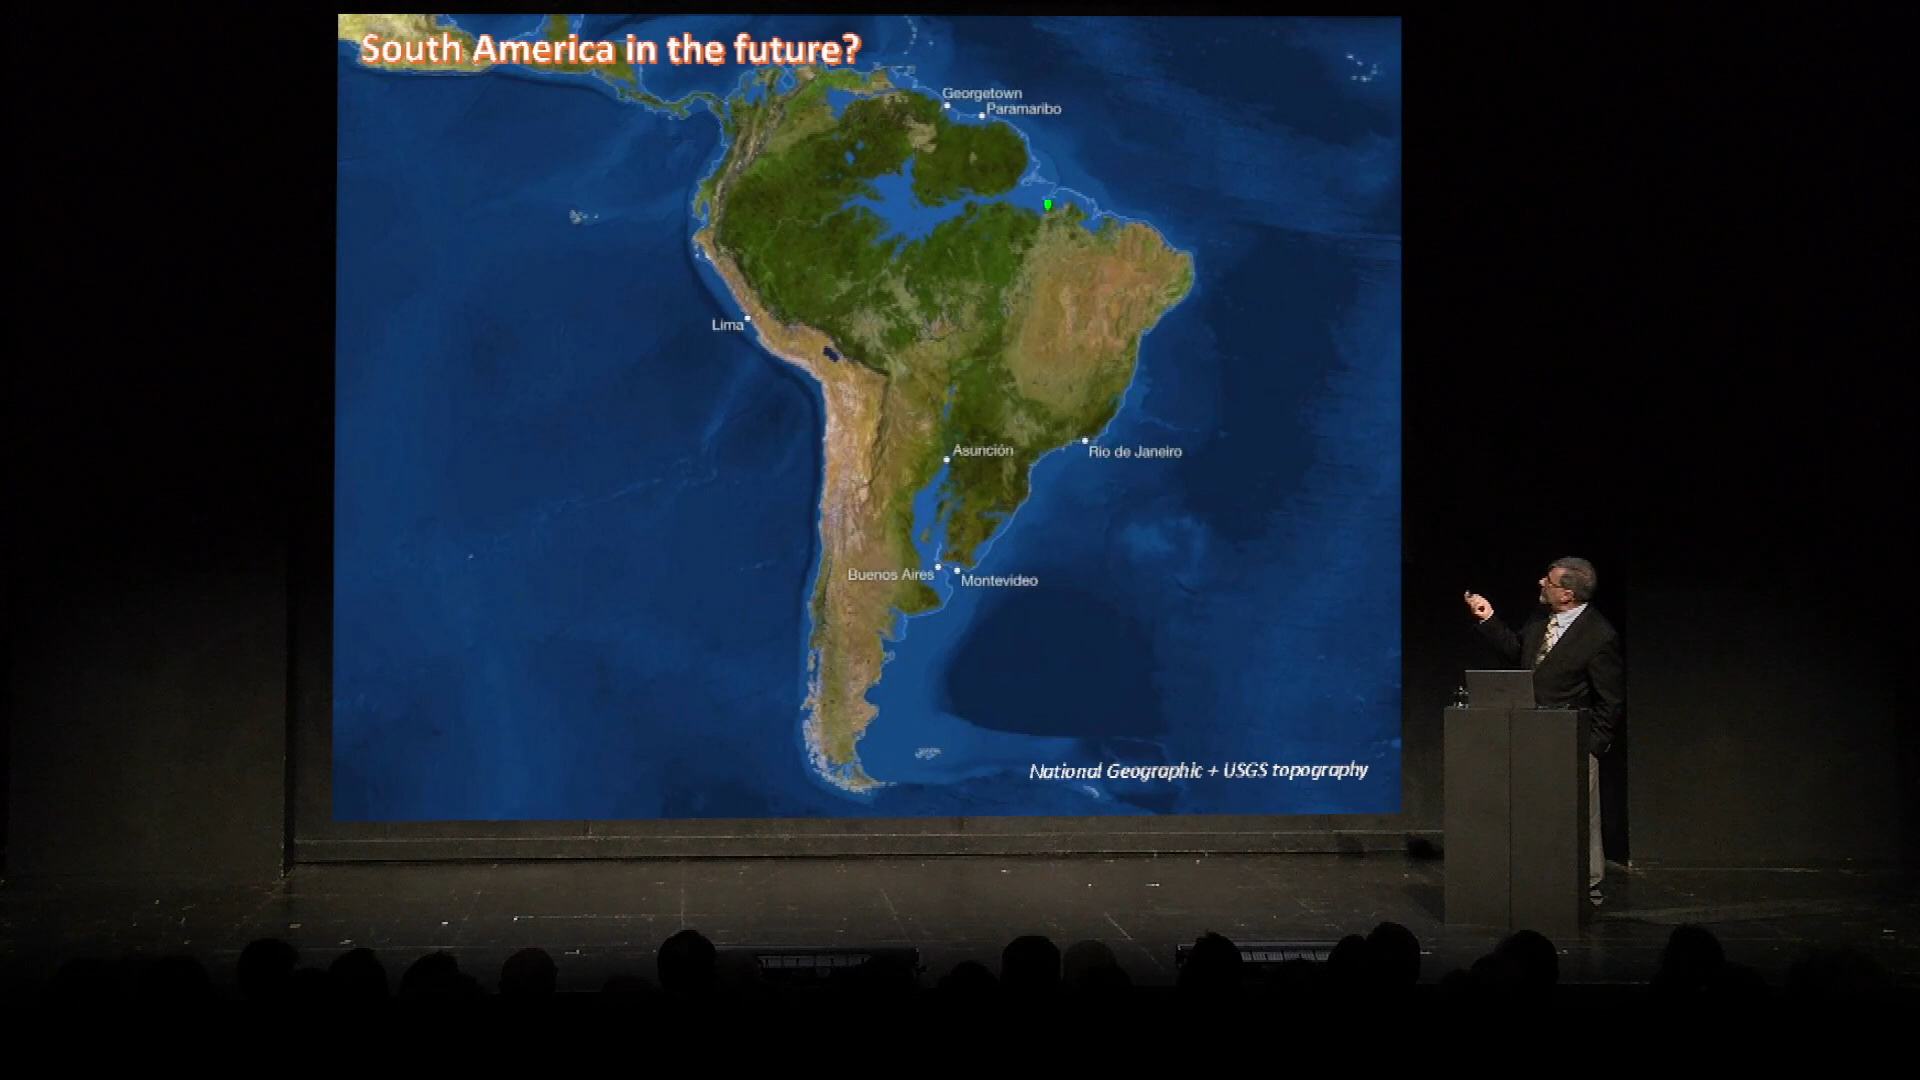 South America in the future?
Georgetown
Paramaribo
Lima
Asunción
Rio de Janeiro
Buenos Aires
Montevideo
National Geographic + USGS topography